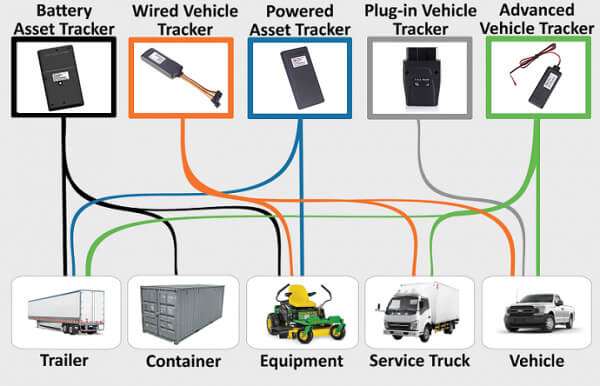 Battery
Asset Tracker
Wired Vehicle
Tracker
Powered
Asset Tracker
Plug-in Vehicle
Tracker
Advanced
Vehicle Tracker
Trailer
Container
Equipment
Service Truck
Vehicle